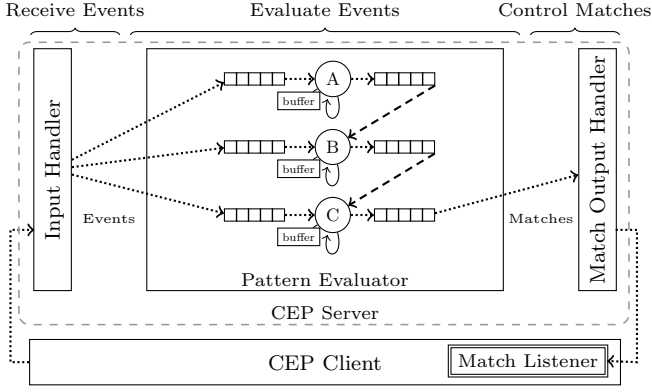 Receive Events
Evaluate Events
Control Matches
Input Handler
Events
A
buffer
B
buffer
C
buffer
Matches
Match Output Handler
Pattern Evaluator
CEP Server
CEP Client
Match Listener